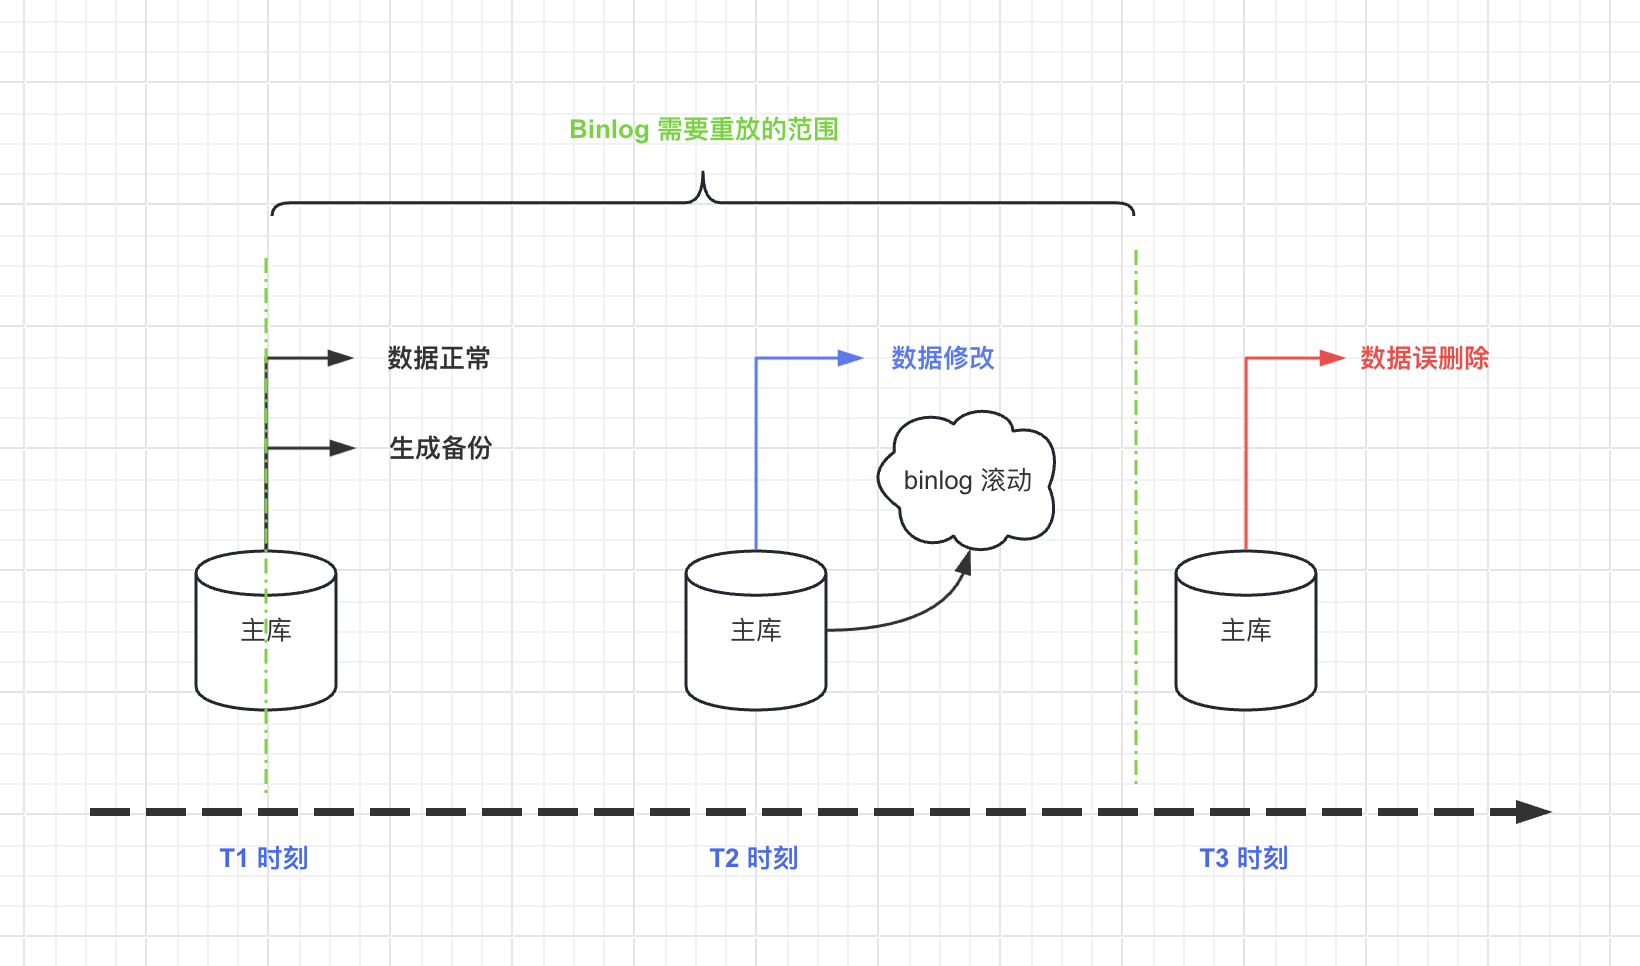 Binlog 需要重放的范围
数据正常
数据修改
数据误删除
生成备份
binlog 滚动
主库
主库
主库
T1 时刻
T2 时刻
T3 时刻